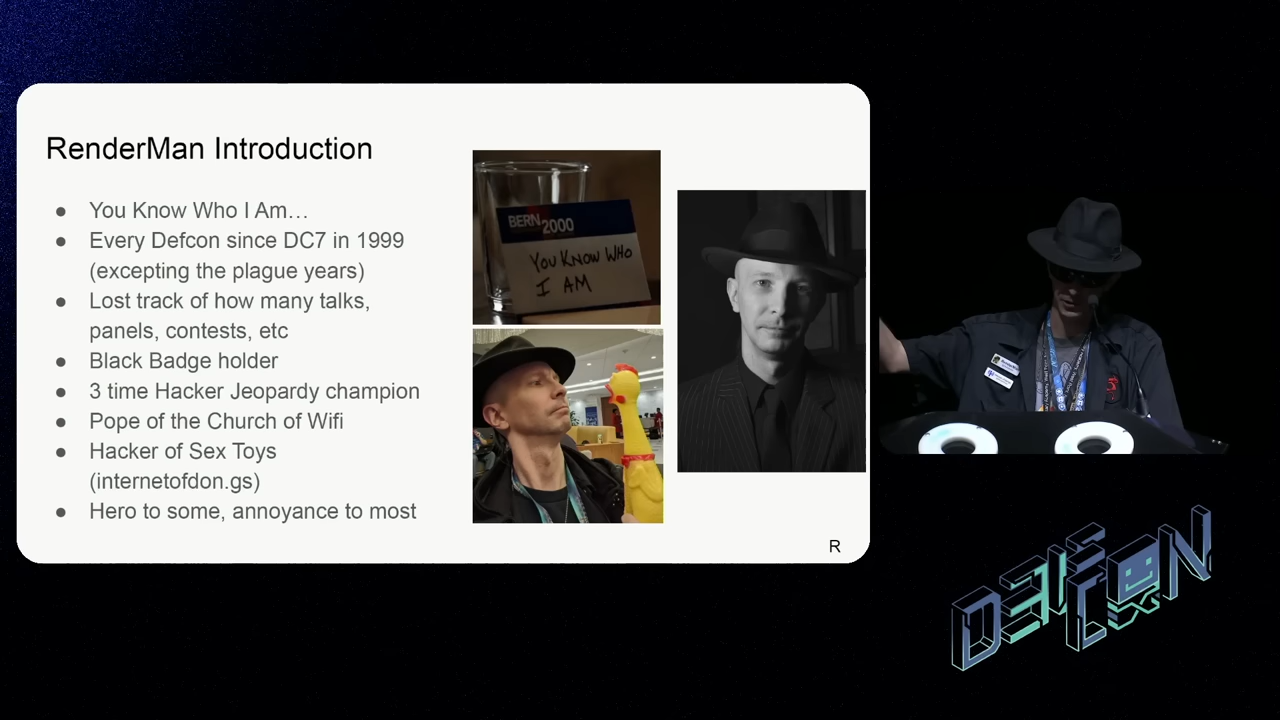 RenderMan Introduction
● You Know Who I Am…
● Every Defcon since DC7 in 1999
(excepting the plague years)
● Lost track of how many talks,
panels, contests, etc
● Black Badge holder
● 3 time Hacker Jeopardy champion
● Pope of the Church of Wifi
● Hacker of Sex Toys
(internetofdon.gs)
● Hero to some, annoyance to most
BERN 2000
YOU KNOW WHO
I AM
R
DEF
CON